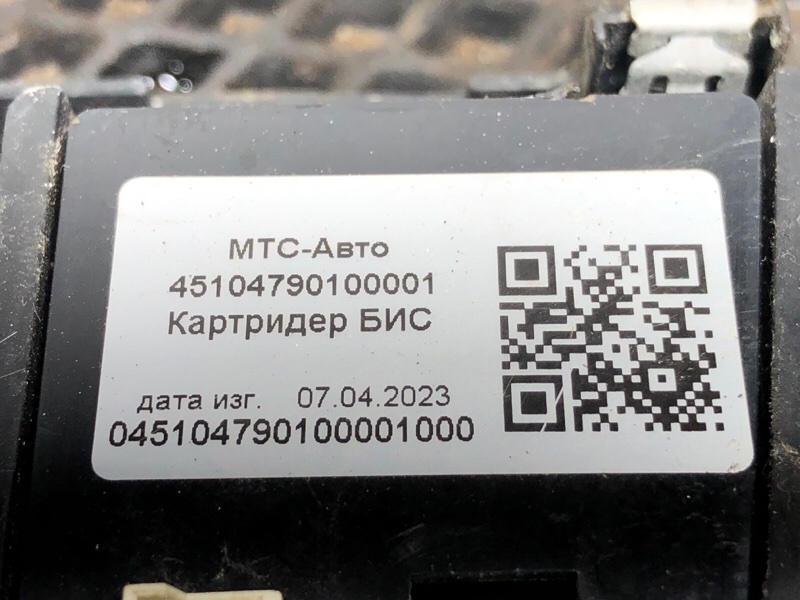 МТС-Авто
45104790100001
Картридер БИС
дата изг. 07.04.2023
045104790100001000